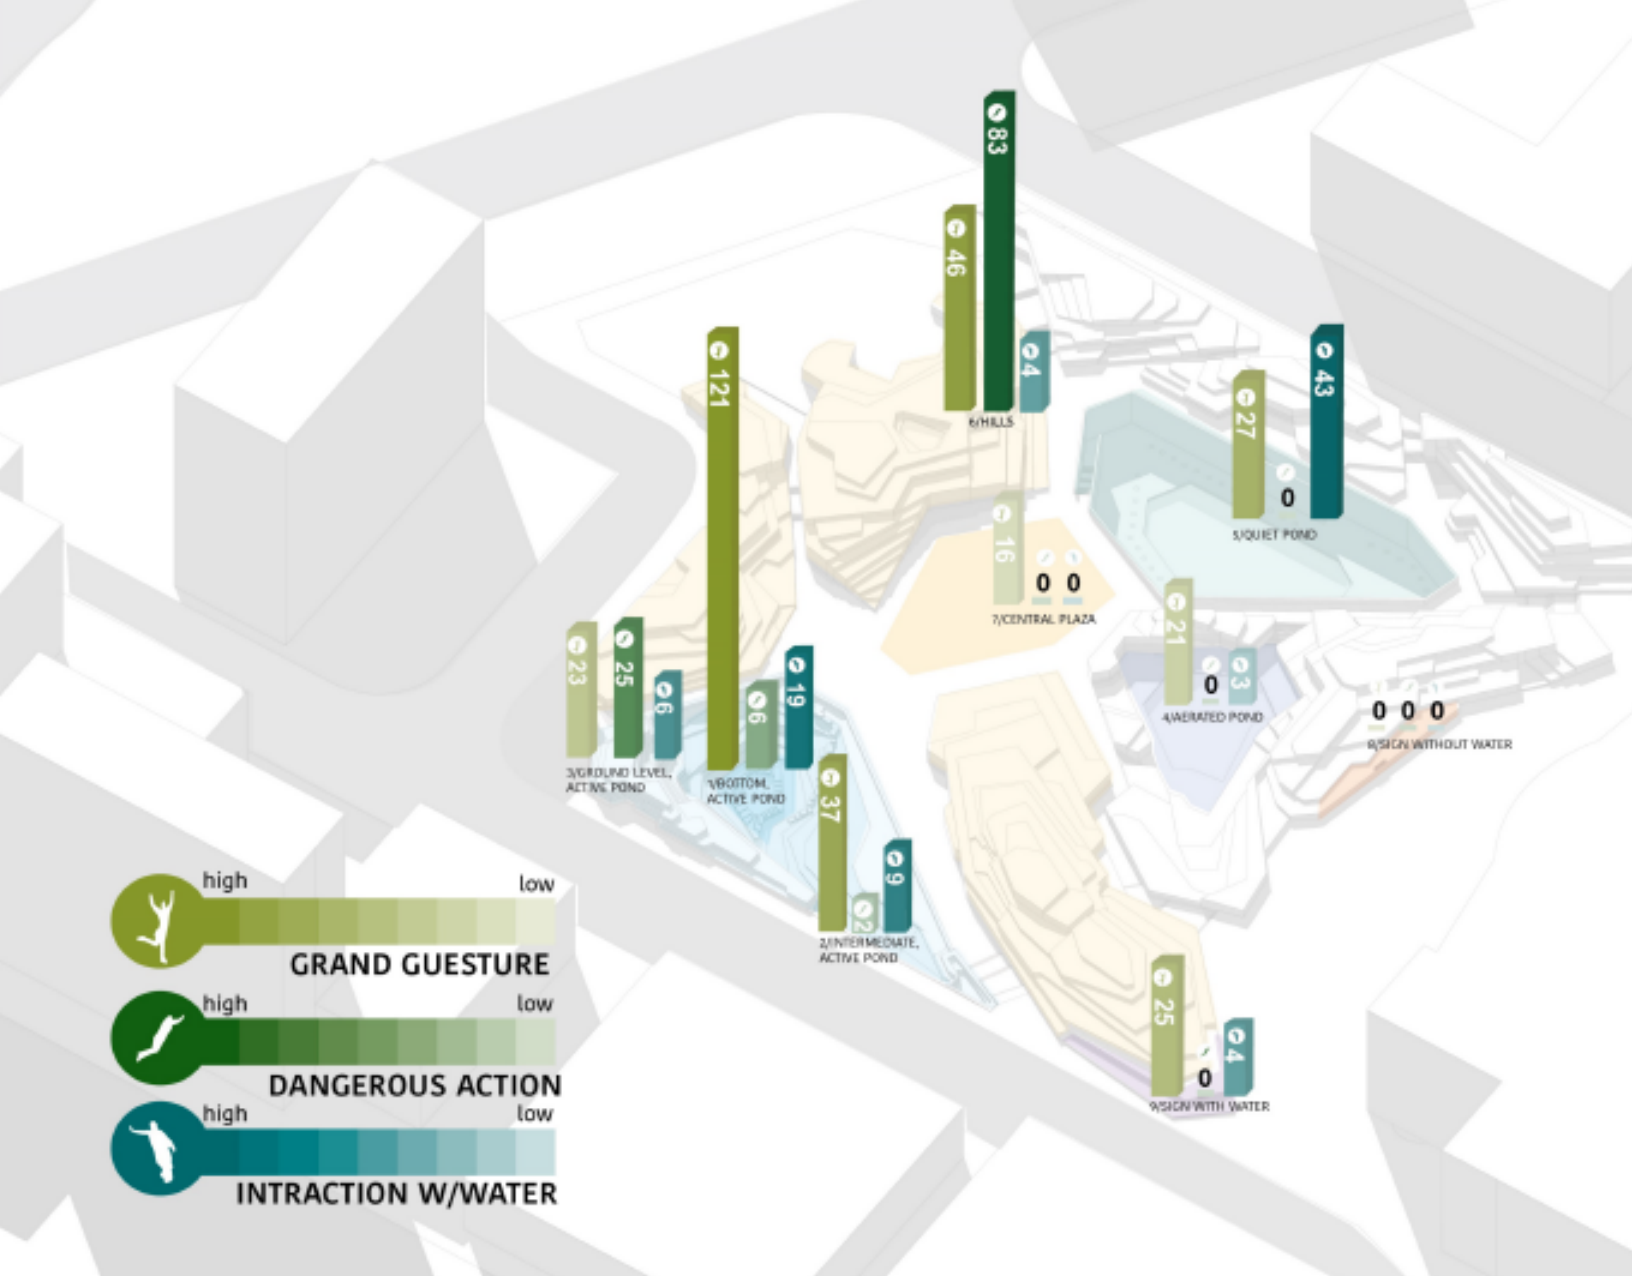 83
46
4
6/HILLS
121
27
0
43
5/QUIET POND
16
0 0
7/CENTRAL PLAZA
21
0
3
4/AERATED POND
0 0 0
8/SIGN WITHOUT WATER
23
25
6
3/GROUND LEVEL,
ACTIVE POND
6
19
1/BOTTOM,
ACTIVE POND
37
2
9
2/INTERMEDIATE,
ACTIVE POND
25
0
4
9/SIGN WITH WATER
high low
GRAND GUESTURE
high low
DANGEROUS ACTION
high low
INTRACTION W/WATER